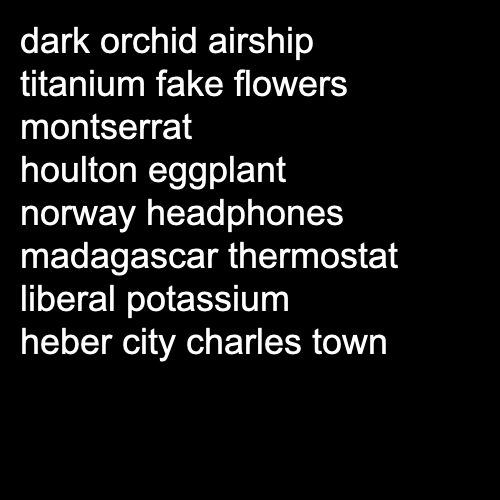 dark orchid airship
titanium fake flowers
montserrat
houlton eggplant
norway headphones
madagascar thermostat
liberal potassium
heber city charles town